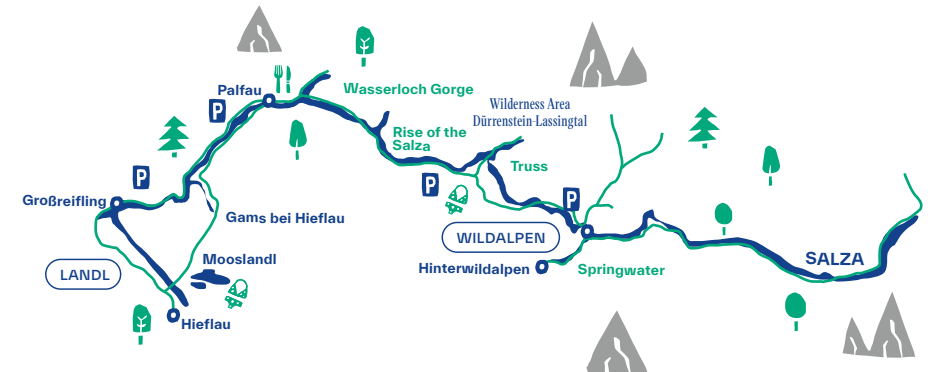 Palfau
P
Wasserloch Gorge
Wilderness Area
Dürrenstein-Lassingtal
Rise of the
Salza
Truss
P
P
P
Großreifling
Gams bei Hieflau
WILDALPEN
Mooslandl
LANDL
Hinterwildalpen
Springwater
SALZA
Hieflau